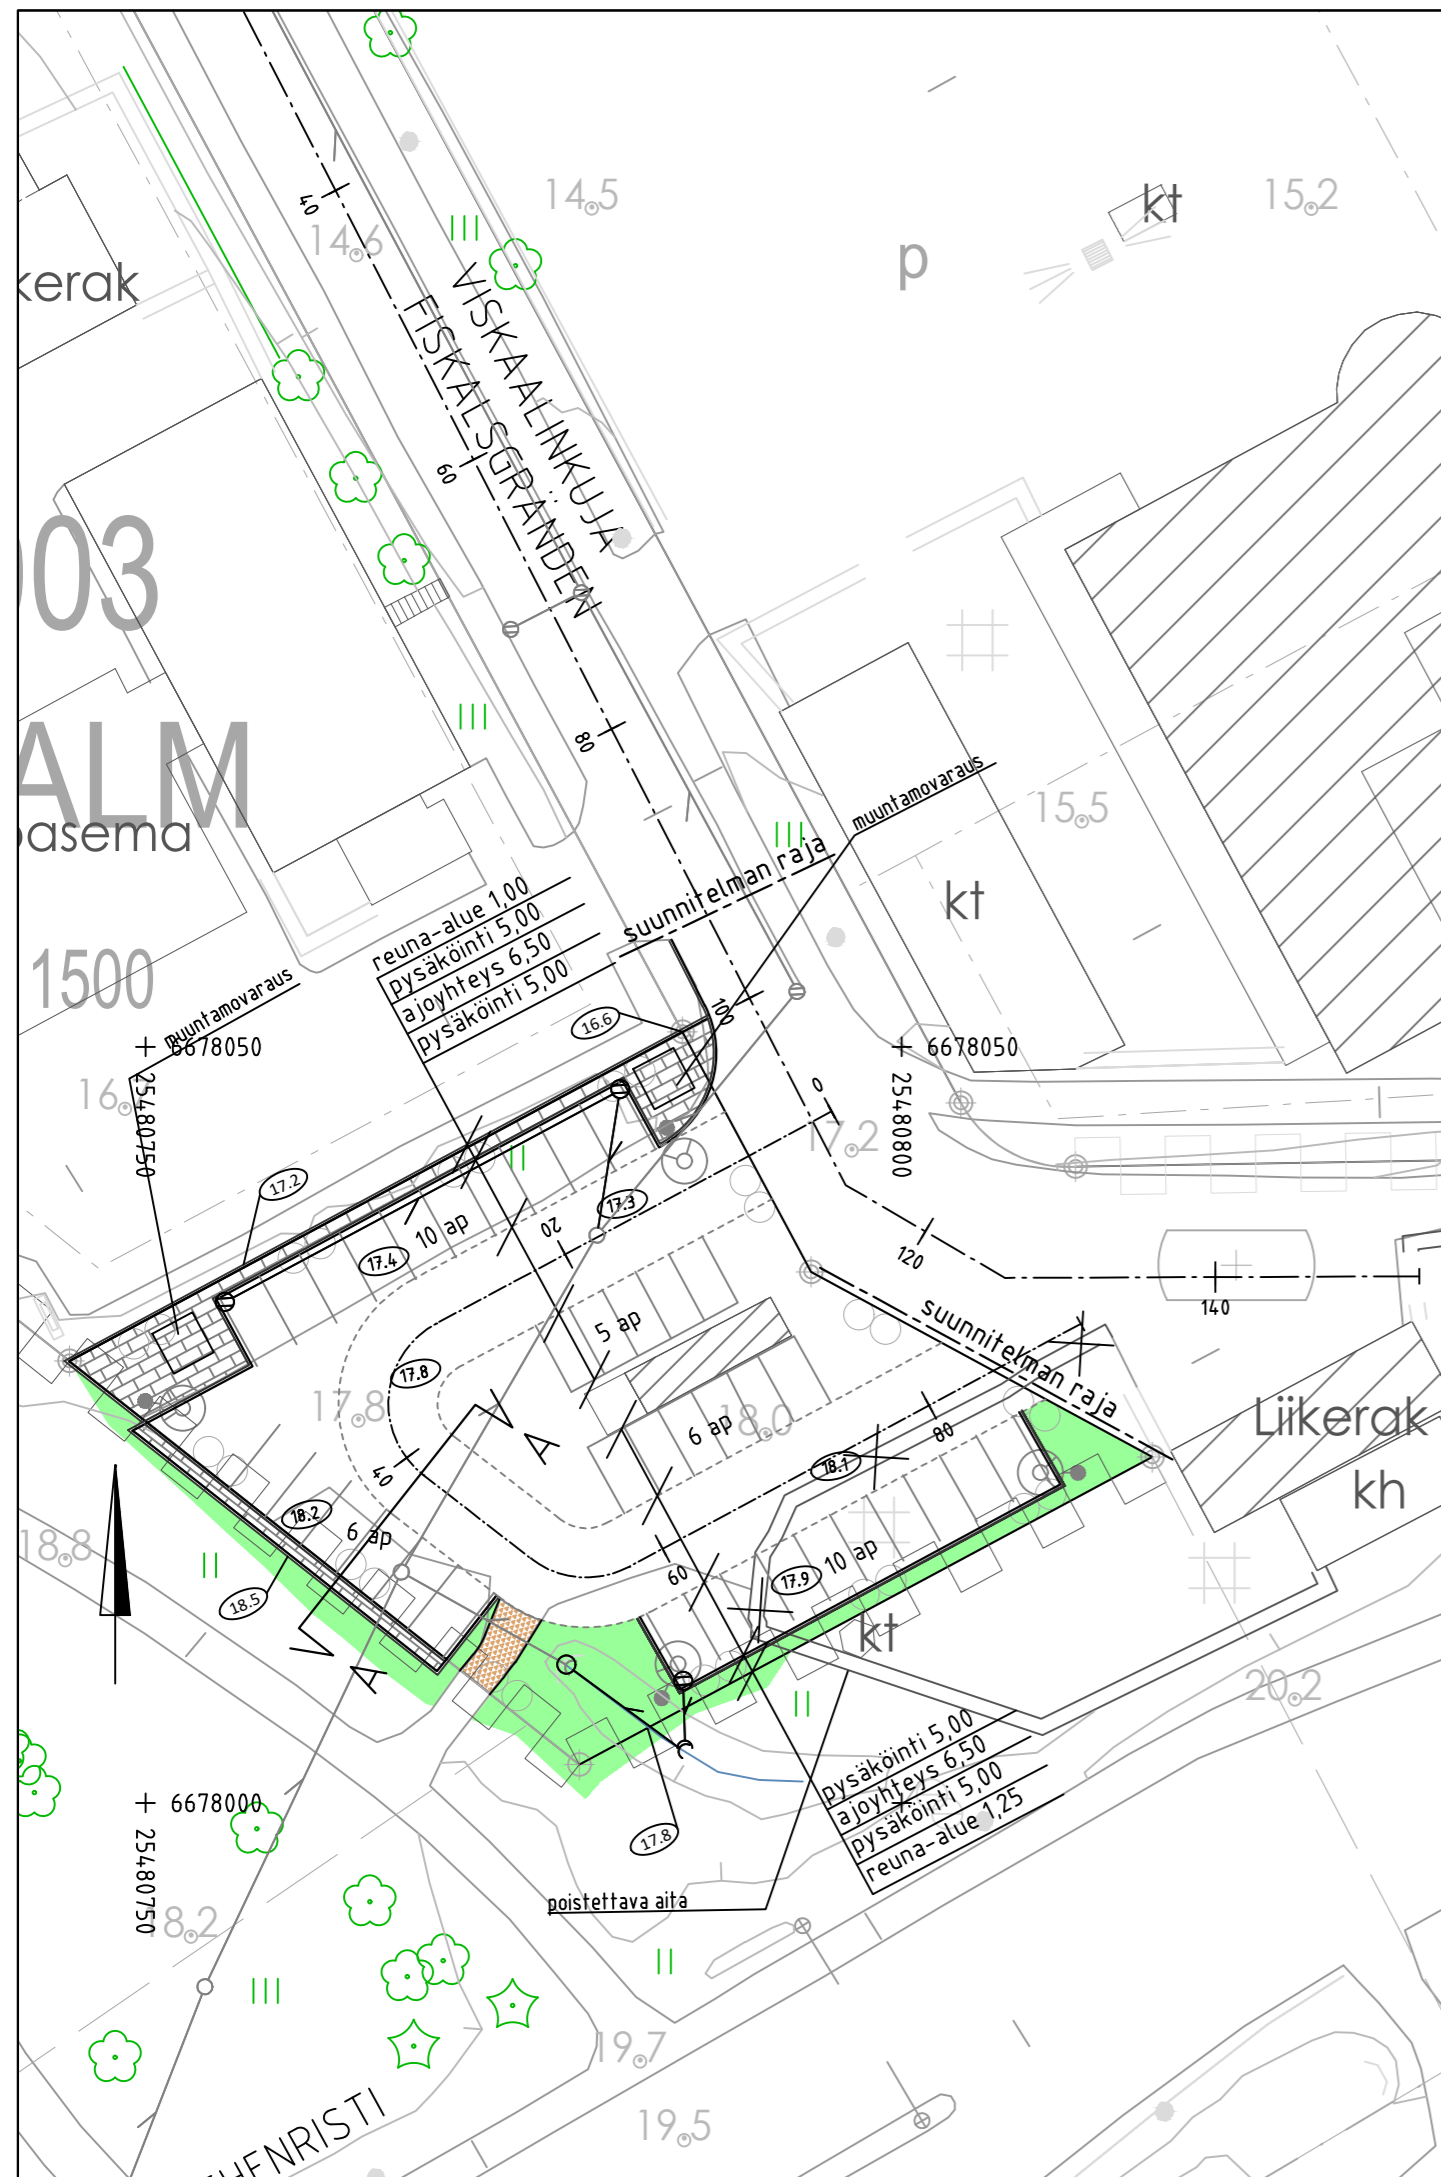 40
14.5
14.6
kt
15.2
p
kerak
VISKAALINKUJA
FISKALSGRÄNDEN
60
03
80
muuntamovaraus
15.5
ALM
asema
suunnitelman raja
kt
reuna-alue 1,00
pysäköinti 5,00
ajoyhteys 6,50
pysäköinti 5,00
1500
muuntamovaraus
16.6
100
6678050
25480750
6678050
25480800
16.
0
17.2
17.2
17.3
10 ap
20
17.4
120
140
5 ap
suunnitelman raja
17.8
17.8
6 ap
18.0
Liikerak
80
A
40
18.1
kh
18.2
6 ap
18.8
18.5
60
17.9
10 ap
kt
A
20.2
pysäköinti 5,00
ajoyhteys 6,50
pysäköinti 5,00
reuna-alue 1,25
6678000
25480750
17.8
poistettava aita
8.2
19.7
19.5
HENRISTI